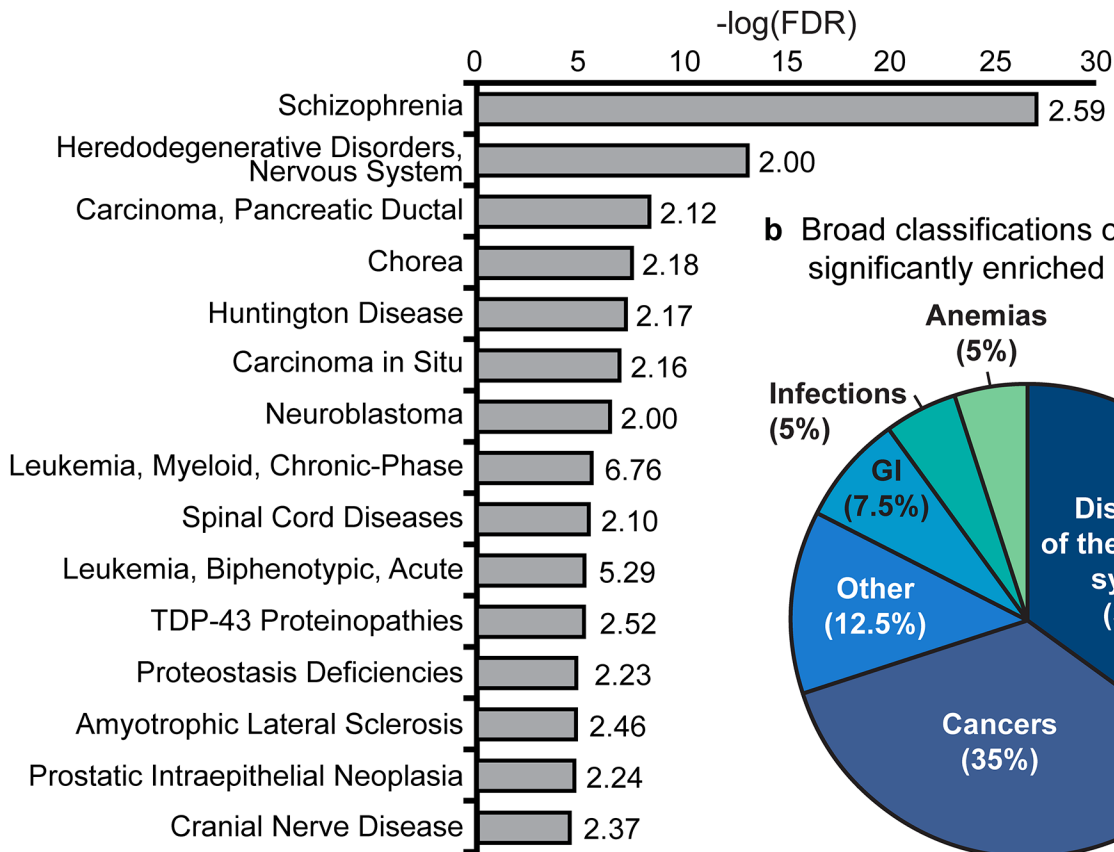 -log(FDR)
0 5 10 15 20 25 30
Schizophrenia 2.59
Heredodegenerative Disorders,
Nervous System 2.00
Carcinoma, Pancreatic Ductal 2.12
Chorea 2.18
Huntington Disease 2.17
Carcinoma in Situ 2.16
Neuroblastoma 2.00
Leukemia, Myeloid, Chronic-Phase 6.76
Spinal Cord Diseases 2.10
Leukemia, Biphenotypic, Acute 5.29
TDP-43 Proteinopathies 2.52
Proteostasis Deficiencies 2.23
Amyotrophic Lateral Sclerosis 2.46
Prostatic Intraepithelial Neoplasia 2.24
Cranial Nerve Disease 2.37
b Broad classifications
significantly enriched
Anemias
(5%)
Infections
(5%)
GI
(7.5%)
Other
(12.5%)
Cancers
(35%)
Dis
of the
sy
(